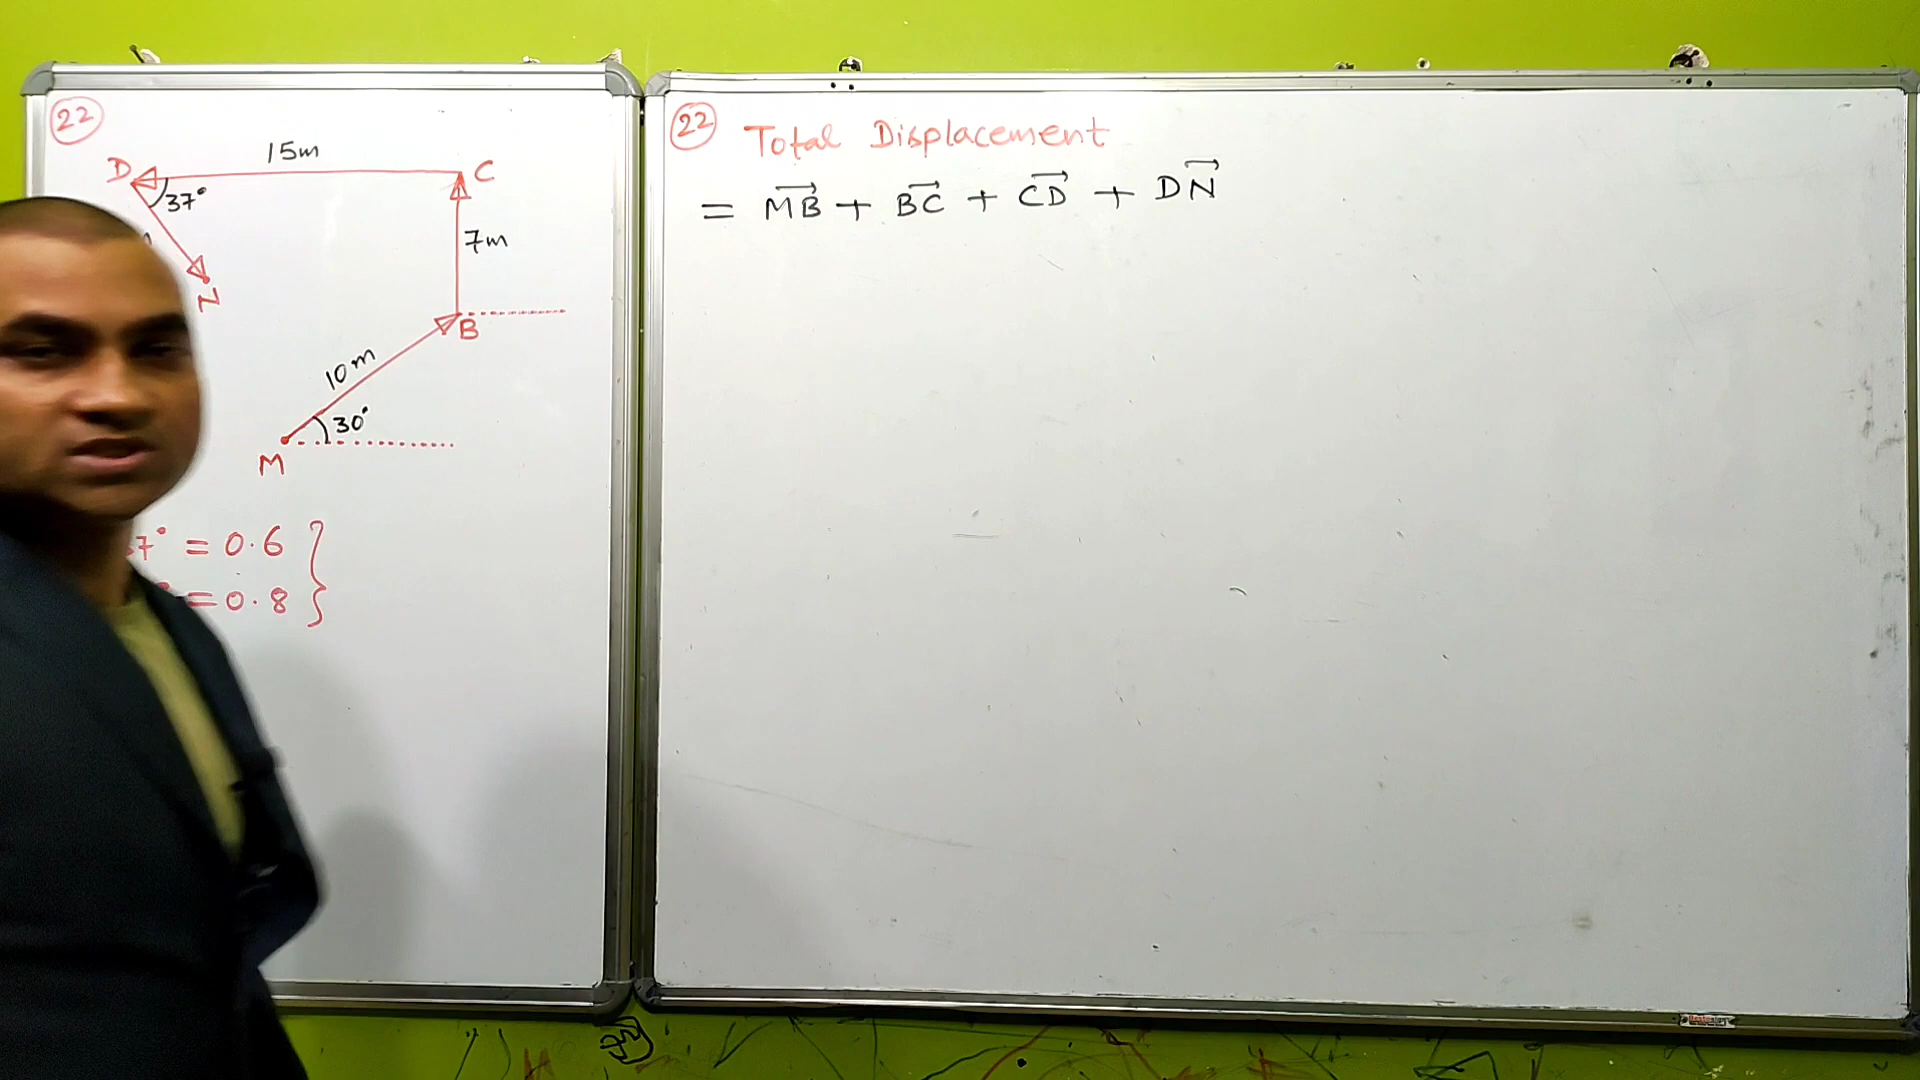 22
15m
D
C
37°
7m
N
B
10m
30°
M
7° = 0.6
= 0.8
22 Total Displacement
= MB + BC + CD + DN